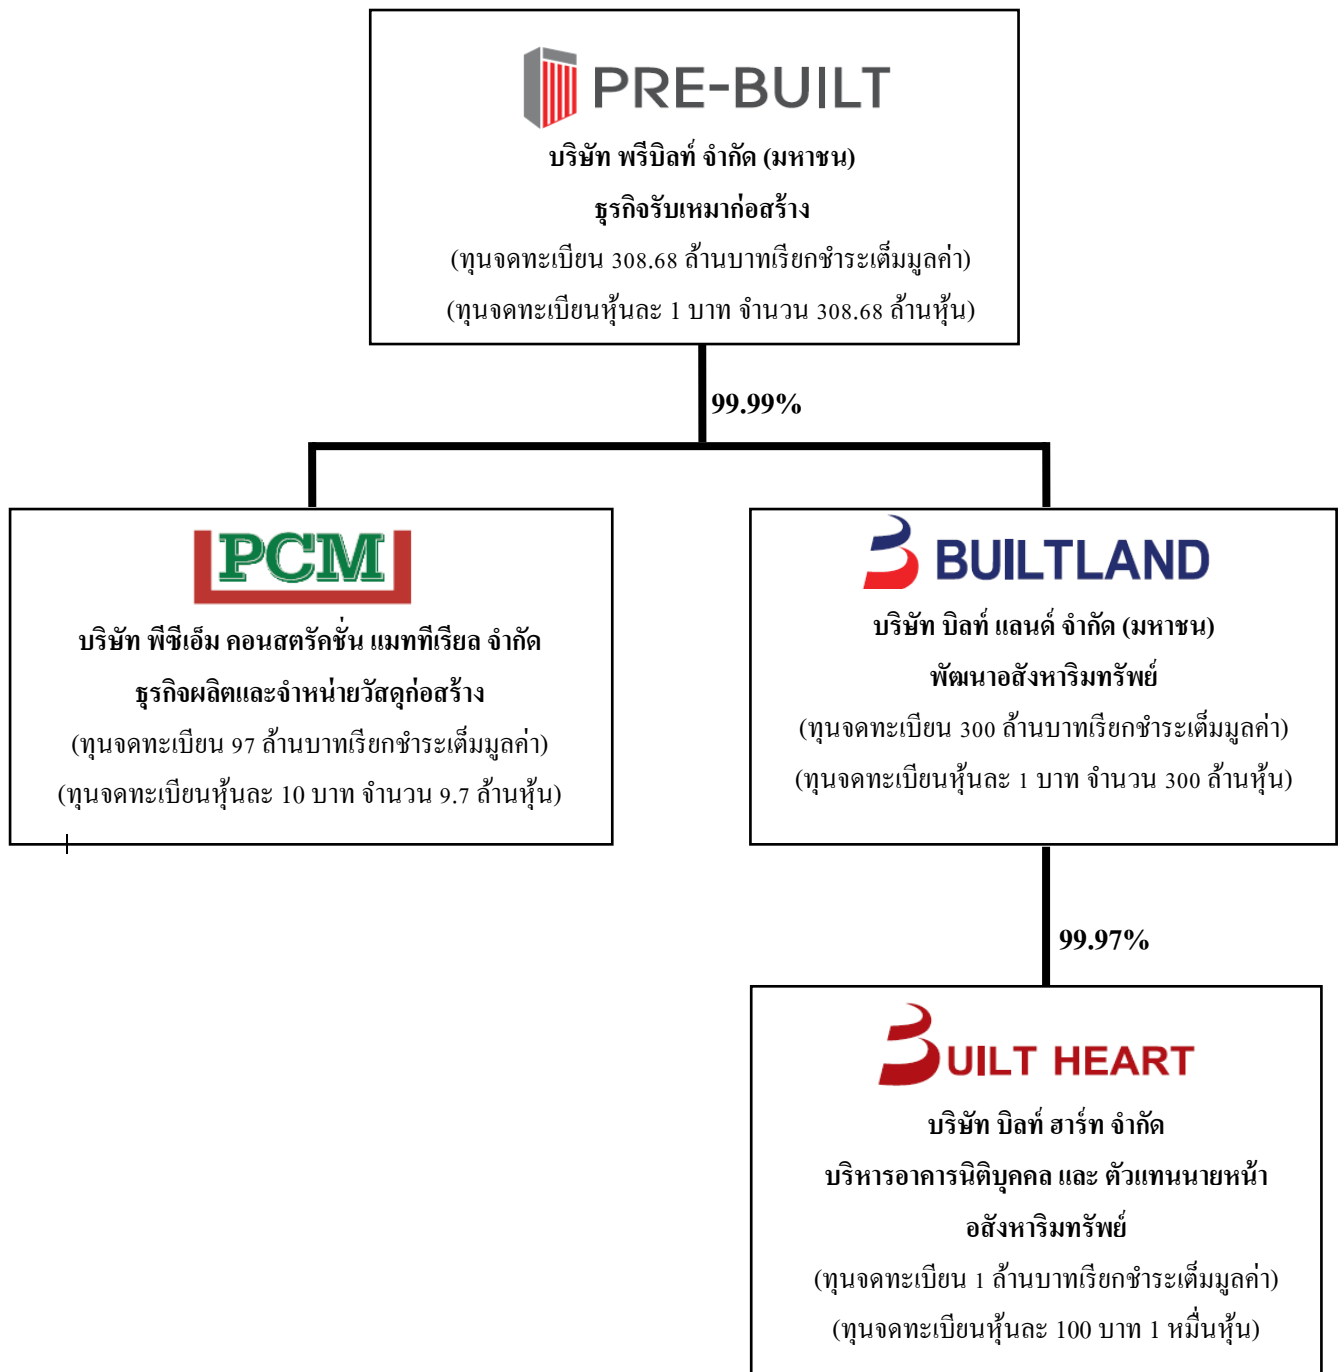 PRE-BUILT
บริษัท พรีบิลท์ จำกัด (มหาชน)
ธุรกิจรับเหมาก่อสร้าง
(ทุนจดทะเบียน 308.68 ล้านบาทเรียกชำระเต็มมูลค่า)
(ทุนจดทะเบียนหุ้นละ 1 บาท จำนวน 308.68 ล้านหุ้น)
99.99%
PCM
บริษัท พีซีเอ็ม คอนสตรัคชั่น แมททีเรียล จำกัด
ธุรกิจผลิตและจำหน่ายวัสดุก่อสร้าง
(ทุนจดทะเบียน 97 ล้านบาทเรียกชำระเต็มมูลค่า)
(ทุนจดทะเบียนหุ้นละ 10 บาท จำนวน 9.7 ล้านหุ้น)
BUILTLAND
บริษัท บิลท์ แลนด์ จำกัด (มหาชน)
พัฒนาอสังหาริมทรัพย์
(ทุนจดทะเบียน 300 ล้านบาทเรียกชำระเต็มมูลค่า)
(ทุนจดทะเบียนหุ้นละ 1 บาท จำนวน 300 ล้านหุ้น)
99.97%
BUILT HEART
บริษัท บิลท์ ฮาร์ท จำกัด
บริหารอาคารนิติบุคคล และ ตัวแทนนายหน้า
อสังหาริมทรัพย์
(ทุนจดทะเบียน 1 ล้านบาทเรียกชำระเต็มมูลค่า)
(ทุนจดทะเบียนหุ้นละ 100 บาท 1 หมื่นหุ้น)